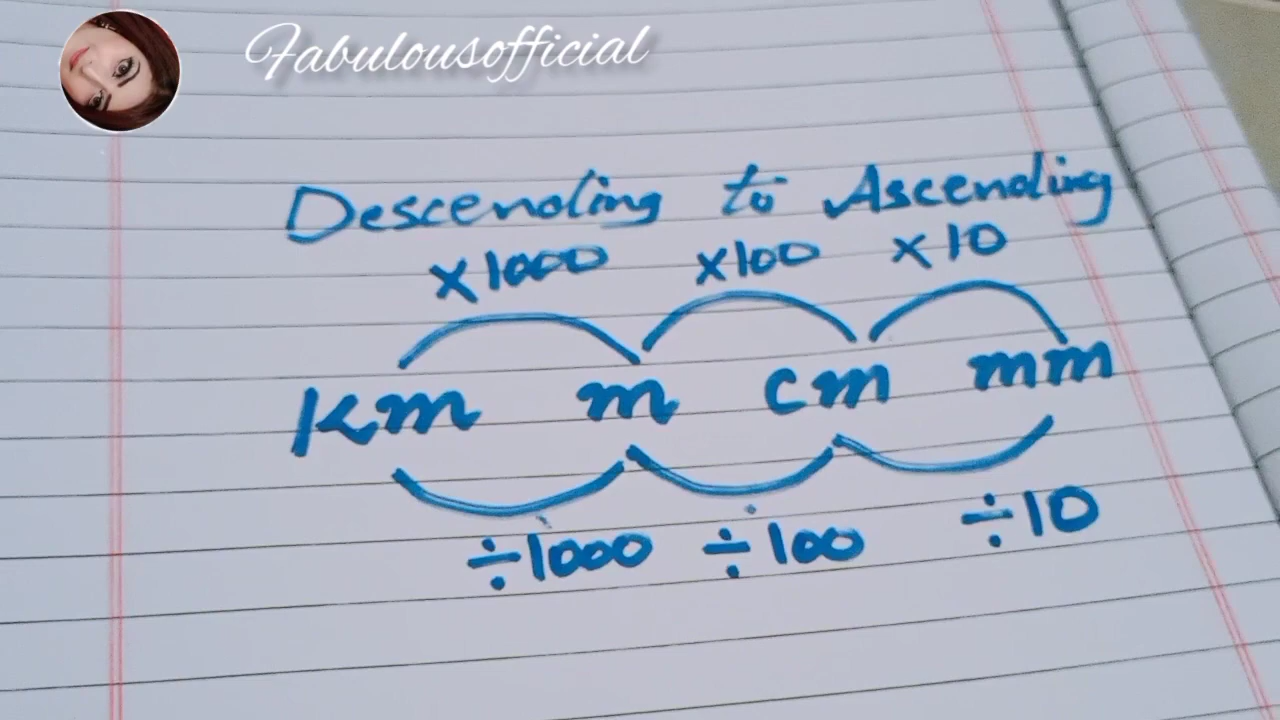 Fabulousofficial
Descending to Ascending
×1000 ×100 ×10
km m cm mm
÷1000 ÷100 ÷10